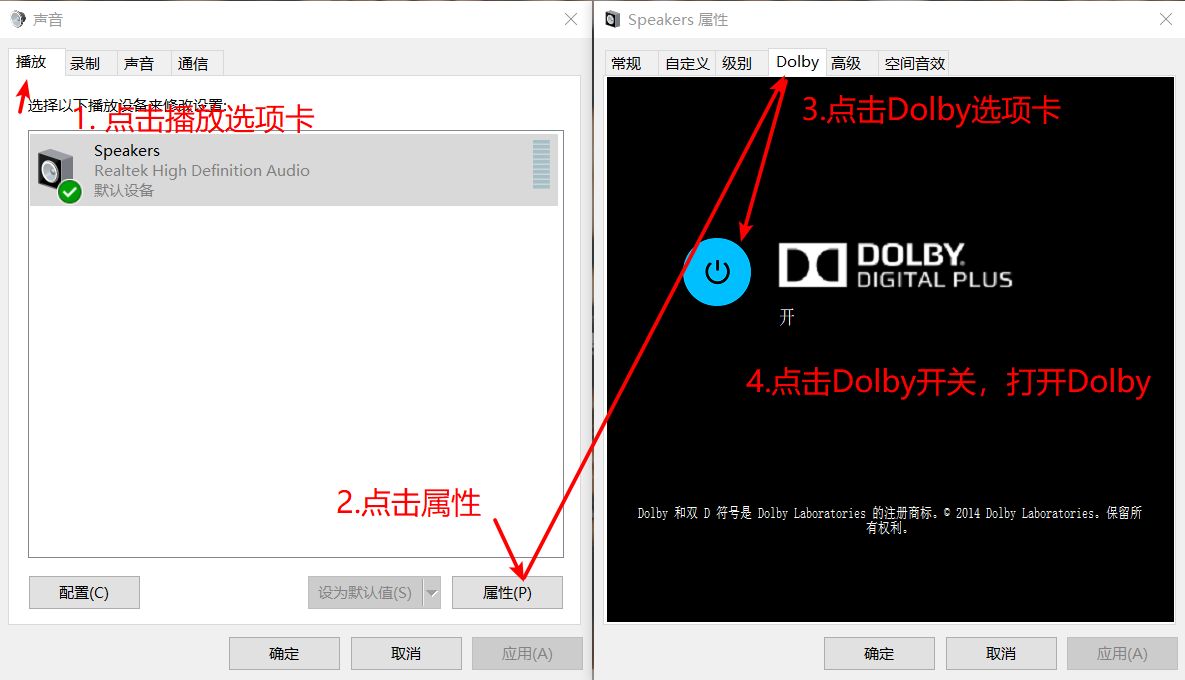 声音
播放
录制
声音
通信
选择以下播放设备来修改设置:
1. 点击播放选项卡
Speakers
Realtek High Definition Audio
默认设备
2.点击属性
配置(C)
设为默认值(S)
属性(P)
确定
取消
应用(A)
Speakers 属性
常规
自定义
级别
Dolby
高级
空间音效
3.点击Dolby选项卡
DOLBY.
DIGITAL PLUS
开
4.点击Dolby开关，打开Dolby
Dolby 和双 D 符号是 Dolby Laboratories 的注册商标。© 2014 Dolby Laboratories。保留所
有权利。
确定
取消
应用(A)